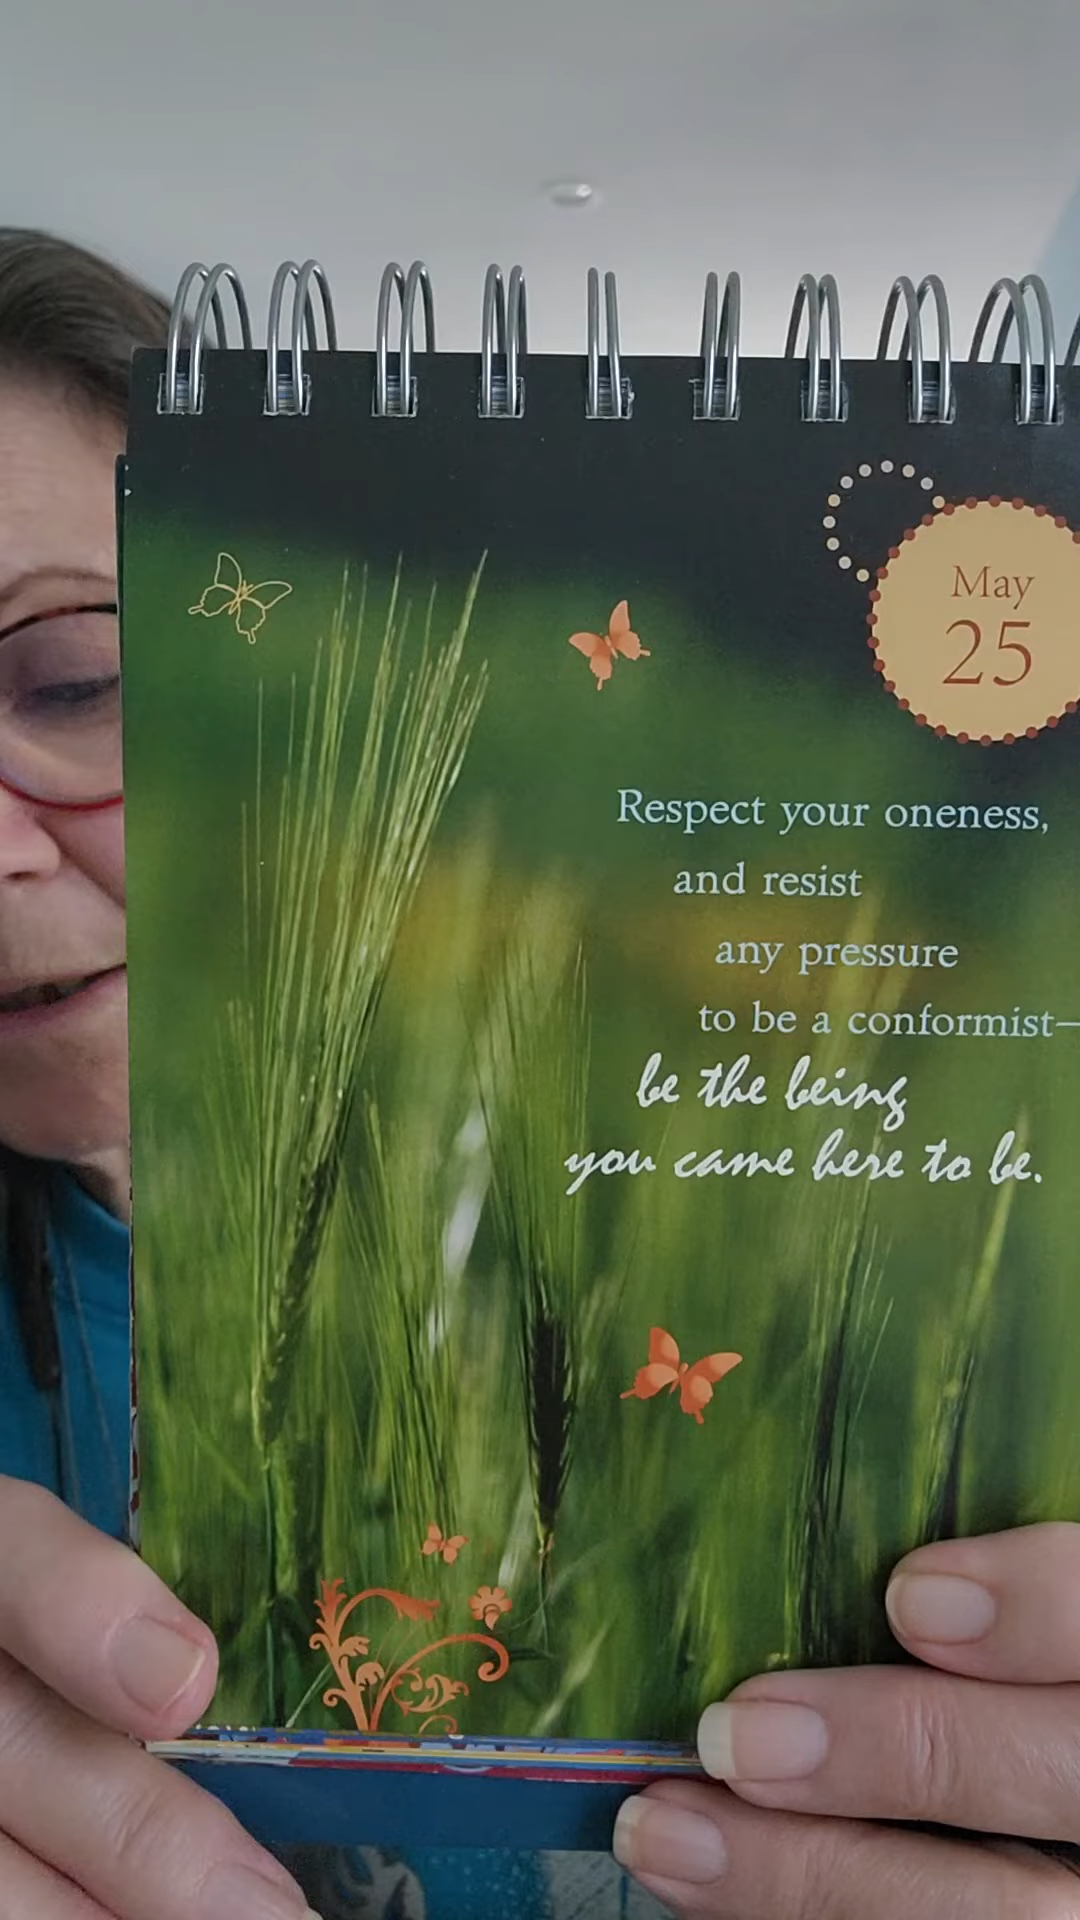 May
25
Respect your oneness,
and resist
any pressure
to be a conformist—
be the being
you came here to be.